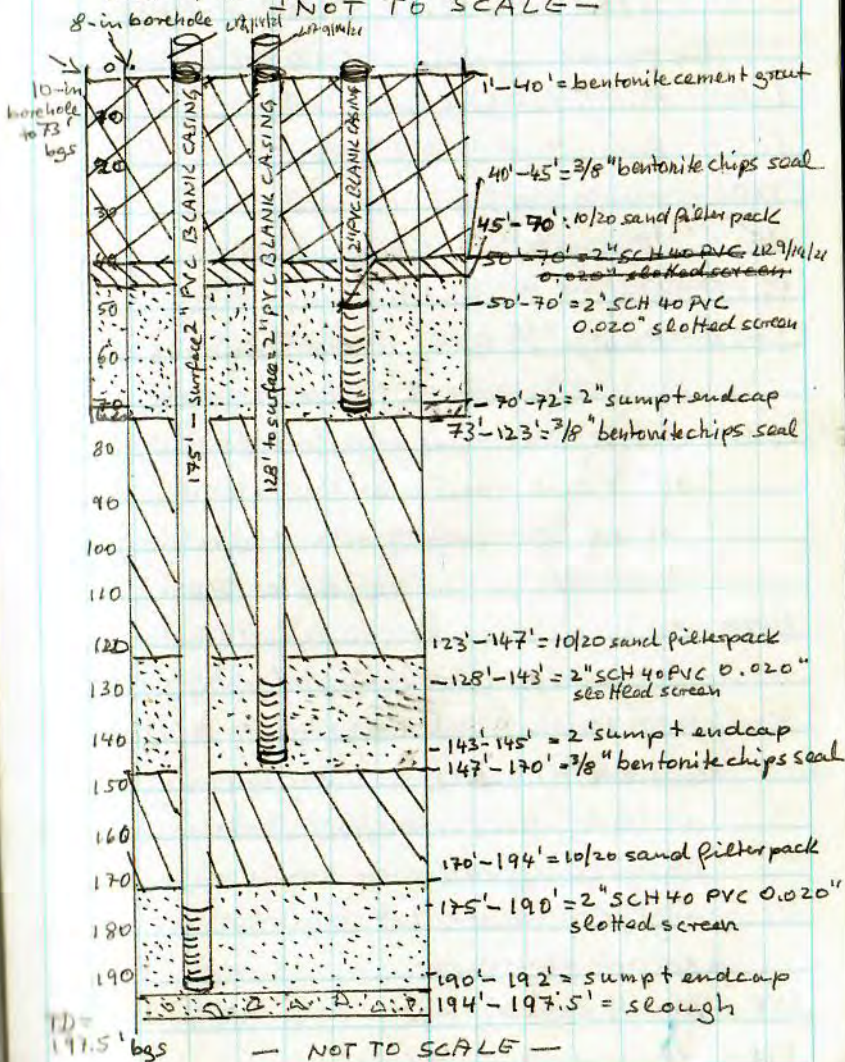 — NOT TO SCALE —
8-in borehole
10-in
borehole
to 73'
bgs
0
10
20
30
40
50
60
70
80
90
100
110
120
130
140
150
160
170
180
190
175' - surface 2" PVC BLANK CASING
128' to surface = 2" PVC BLANK CASING
2" PVC BLANK CASING
1'-40' = bentonite cement grout
40'-45' = 3/8" bentonite chips seal
45'-70': 10/20 sand filter pack
50'-70' = 2" SCH 40 PVC 9/14/21
0.020" slotted screen
-50'-70' = 2" SCH 40 PVC
0.020" slotted screen
-70'-72' = 2" sump + endcap
73'-123' = 3/8" bentonite chips seal
123'-147' = 10/20 sand filterpack
-128'-143' = 2" SCH 40 PVC 0.020"
slotted screen
-143'-145' = 2' sump + endcap
-147'-170' = 3/8" bentonite chips seal
170'-194' = 10/20 sand filter pack
-175'-190' = 2" SCH 40 PVC 0.020"
slotted screen
190'-192' = sump + endcap
194'-197.5' = slough
TD =
197.5' bgs
— NOT TO SCALE —